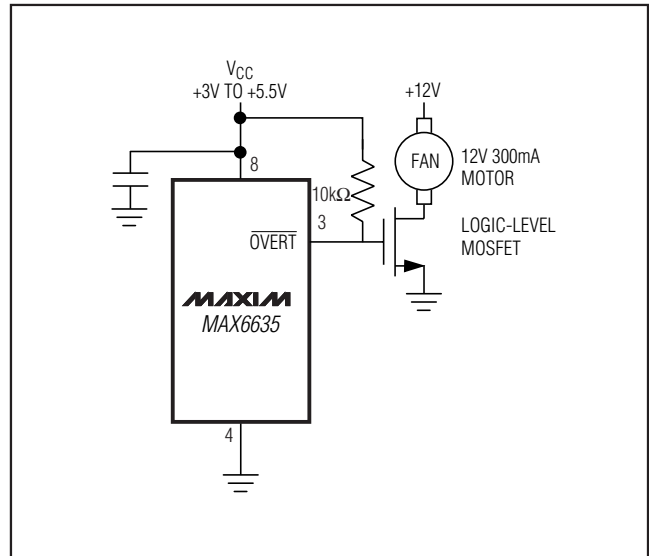 VCC
+3V TO +5.5V
+12V
8
FAN
12V 300mA
MOTOR
10kΩ
3
OVERT
LOGIC-LEVEL
MOSFET
MAXIM
MAX6635
4